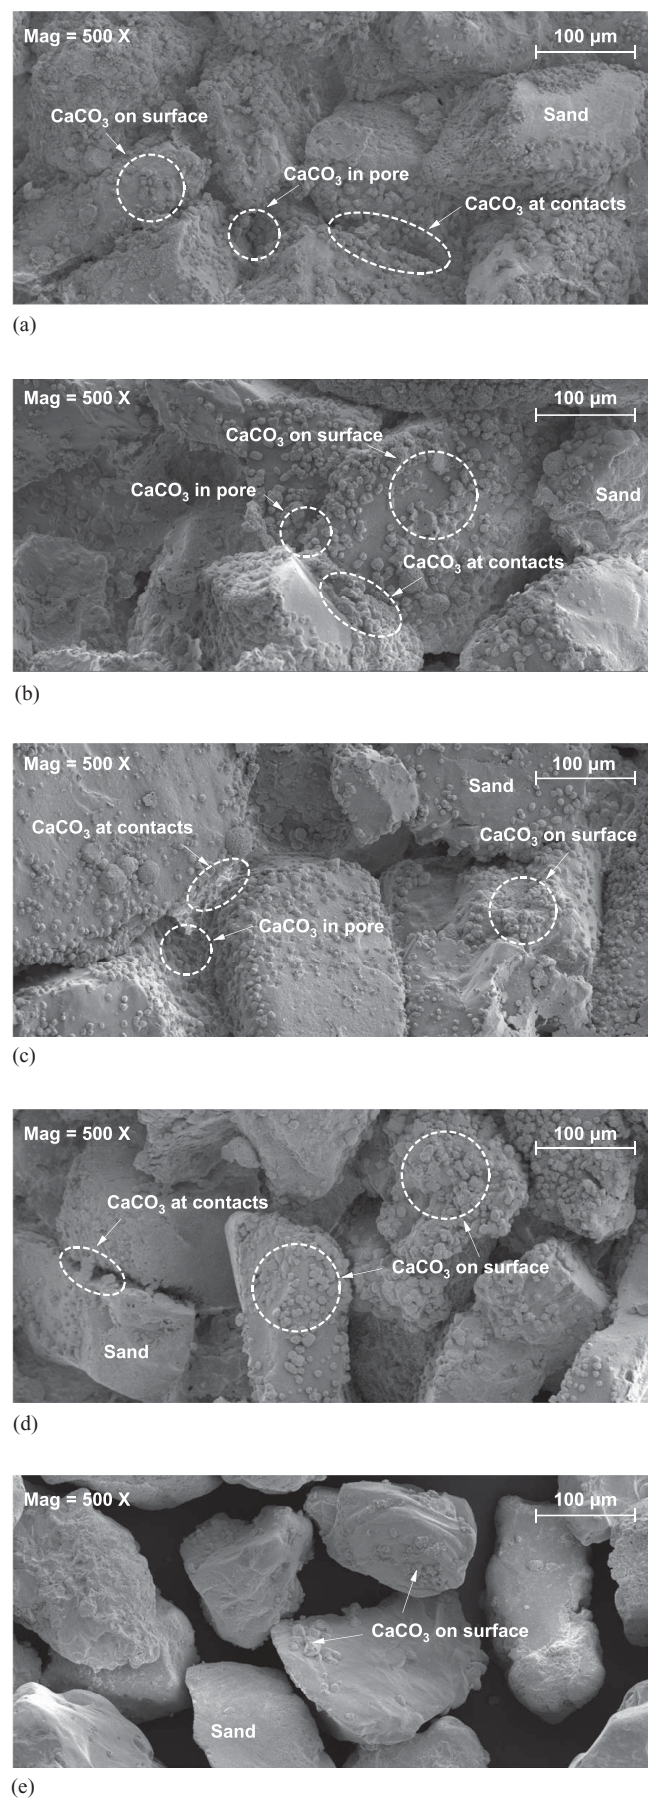 Mag = 500 X
100 µm
CaCO₃ on surface
Sand
CaCO₃ in pore
CaCO₃ at contacts
(a)
Mag = 500 X
100 µm
CaCO₃ on surface
CaCO₃ in pore
Sand
CaCO₃ at contacts
(b)
Mag = 500 X
100 µm
Sand
CaCO₃ at contacts
CaCO₃ on surface
CaCO₃ in pore
(c)
Mag = 500 X
100 µm
CaCO₃ at contacts
CaCO₃ on surface
Sand
(d)
Mag = 500 X
100 µm
CaCO₃ on surface
Sand
(e)